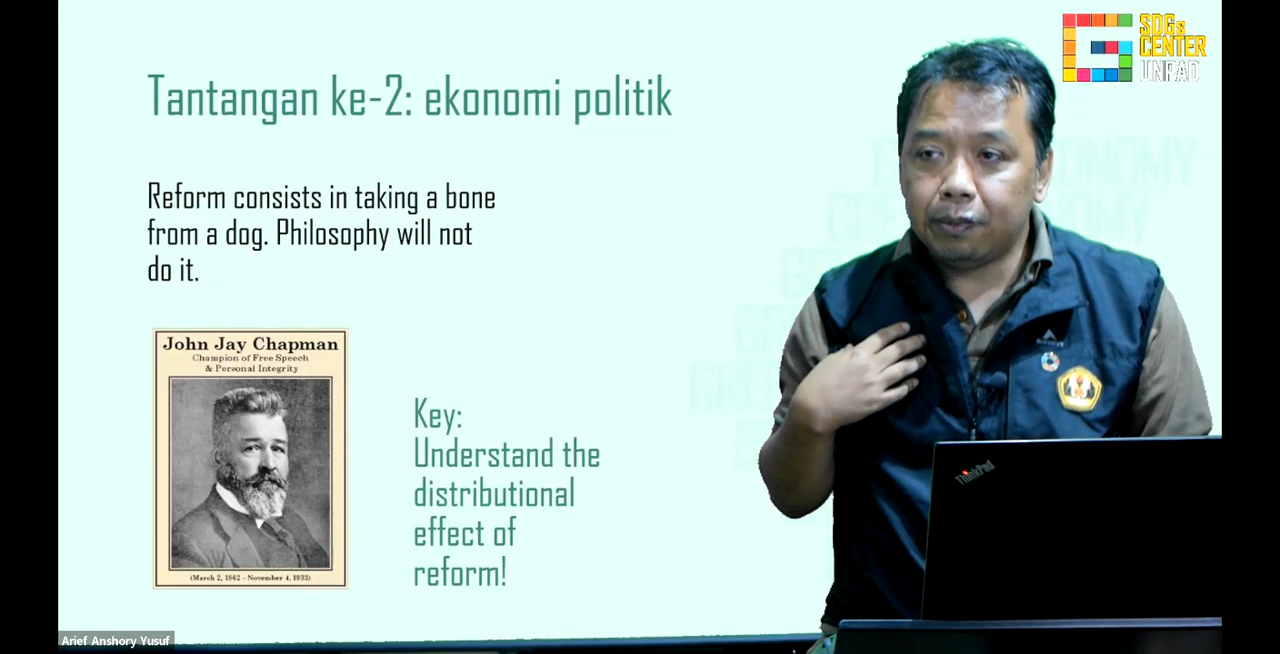 Tantangan ke-2: ekonomi politik
SDGs
CENTER
UNPAD
Reform consists in taking a bone
from a dog. Philosophy will not
do it.
John Jay Chapman
Champion of Free Speech
& Personal Integrity
(March 2, 1862 – November 4, 1933)
Key:
Understand the
distributional
effect of
reform!
ThinkPad
Arief Anshory Yusuf